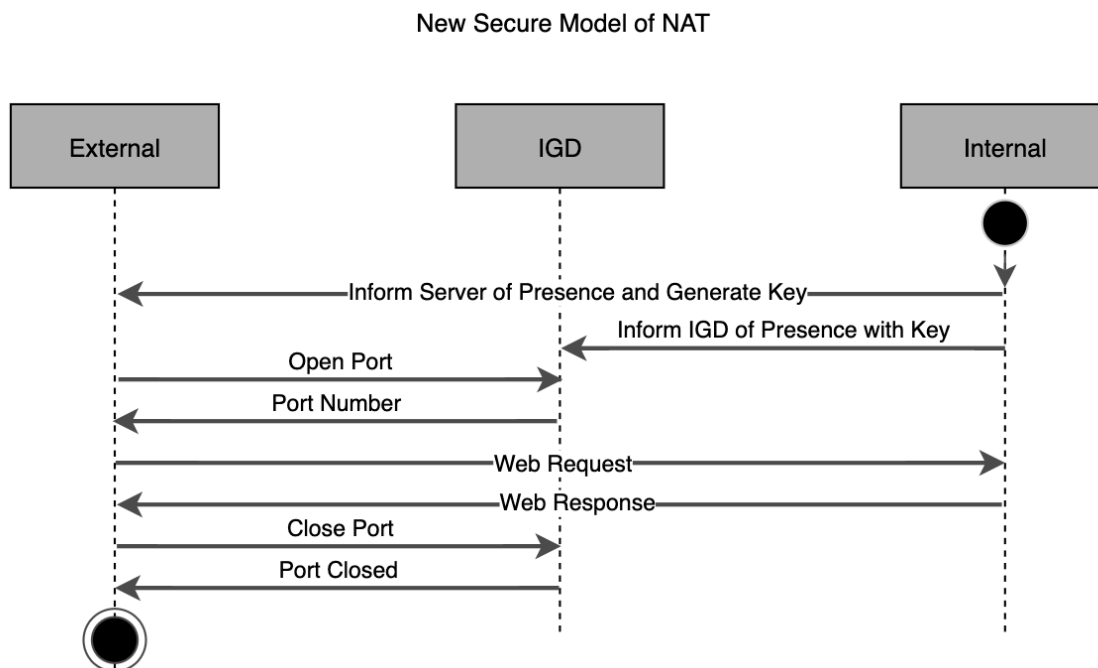 New Secure Model of NAT
External
IGD
Internal
Inform Server of Presence and Generate Key
Inform IGD of Presence with Key
Open Port
Port Number
Web Request
Web Response
Close Port
Port Closed